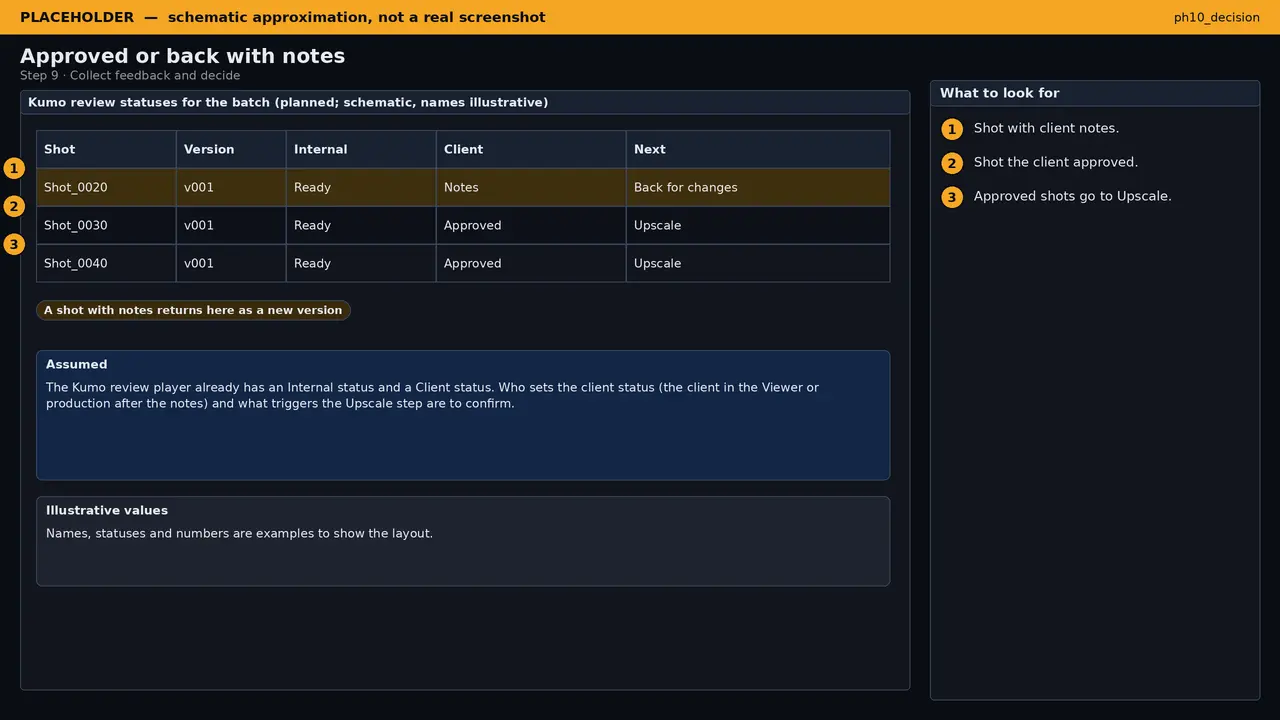 PLACEHOLDER — schematic approximation, not a real screenshot
ph10_decision
Approved or back with notes
Step 9 · Collect feedback and decide
Kumo review statuses for the batch (planned; schematic, names illustrative)
Shot Version Internal Client Next
1
Shot_0020 v001 Ready Notes Back for changes
2
Shot_0030 v001 Ready Approved Upscale
3
Shot_0040 v001 Ready Approved Upscale
A shot with notes returns here as a new version
Assumed
The Kumo review player already has an Internal status and a Client status. Who sets the client status (the client in the Viewer or
production after the notes) and what triggers the Upscale step are to confirm.
Illustrative values
Names, statuses and numbers are examples to show the layout.
What to look for
1 Shot with client notes.
2 Shot the client approved.
3 Approved shots go to Upscale.